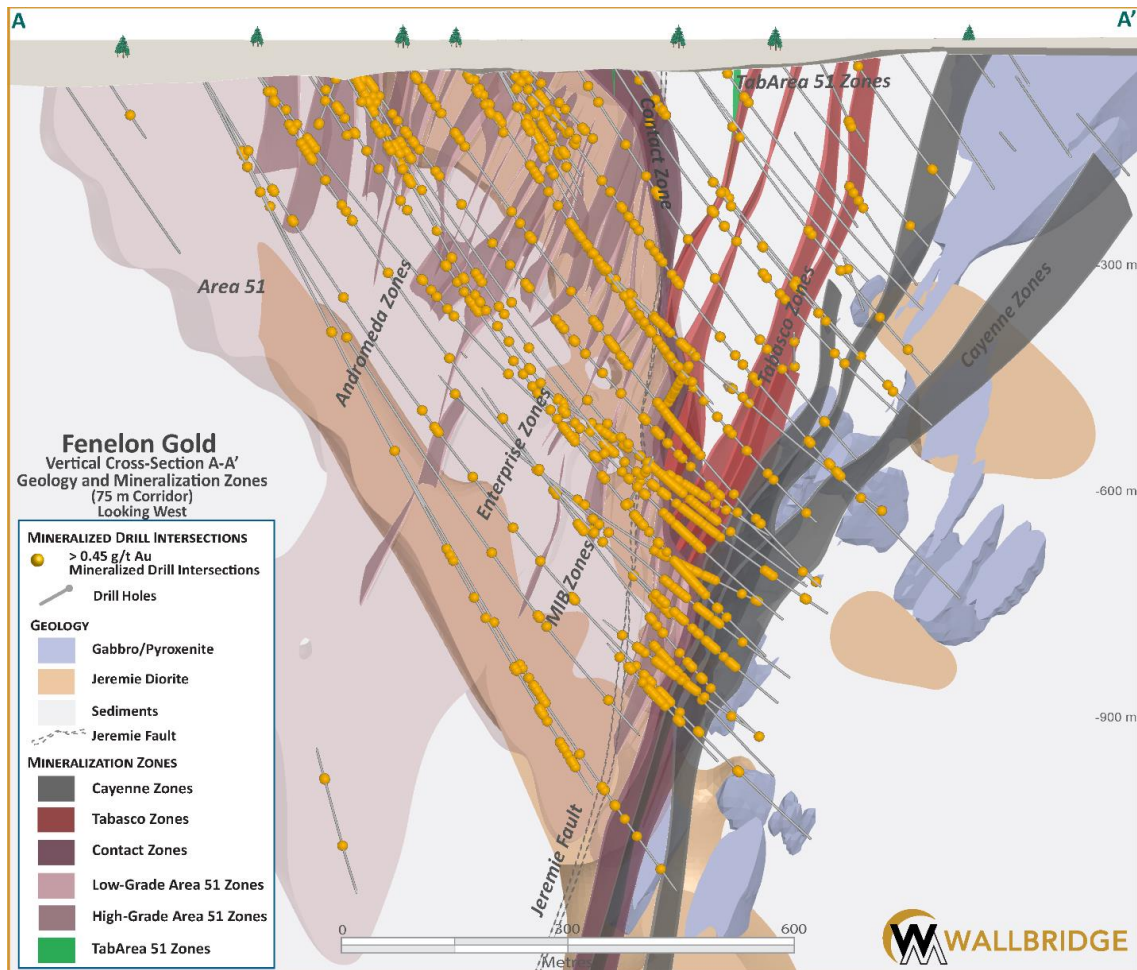 A
A'
TabArea 51 Zones
Contact Zone
-300 m
Area 51
Andromeda Zones
Tabasco Zones
Cayenne Zones
Enterprise Zones
-600 m
MIB Zones
-900 m
Jeremie Fault
Fenelon Gold
Vertical Cross-Section A-A'
Geology and Mineralization Zones
(75 m Corridor)
Looking West
MINERALIZED DRILL INTERSECTIONS
> 0.45 g/t Au
Mineralized Drill Intersections
Drill Holes
GEOLOGY
Gabbro/Pyroxenite
Jeremie Diorite
Sediments
Jeremie Fault
MINERALIZATION ZONES
Cayenne Zones
Tabasco Zones
Contact Zones
Low-Grade Area 51 Zones
High-Grade Area 51 Zones
TabArea 51 Zones
0 300 600
Metres
WALLBRIDGE